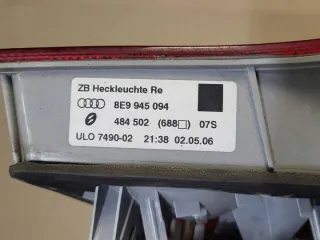 ZB Heckleuchte Re
8E9 945 094
484 502 (688□) 07S
ULO 7490-02 21:38 02.05.06